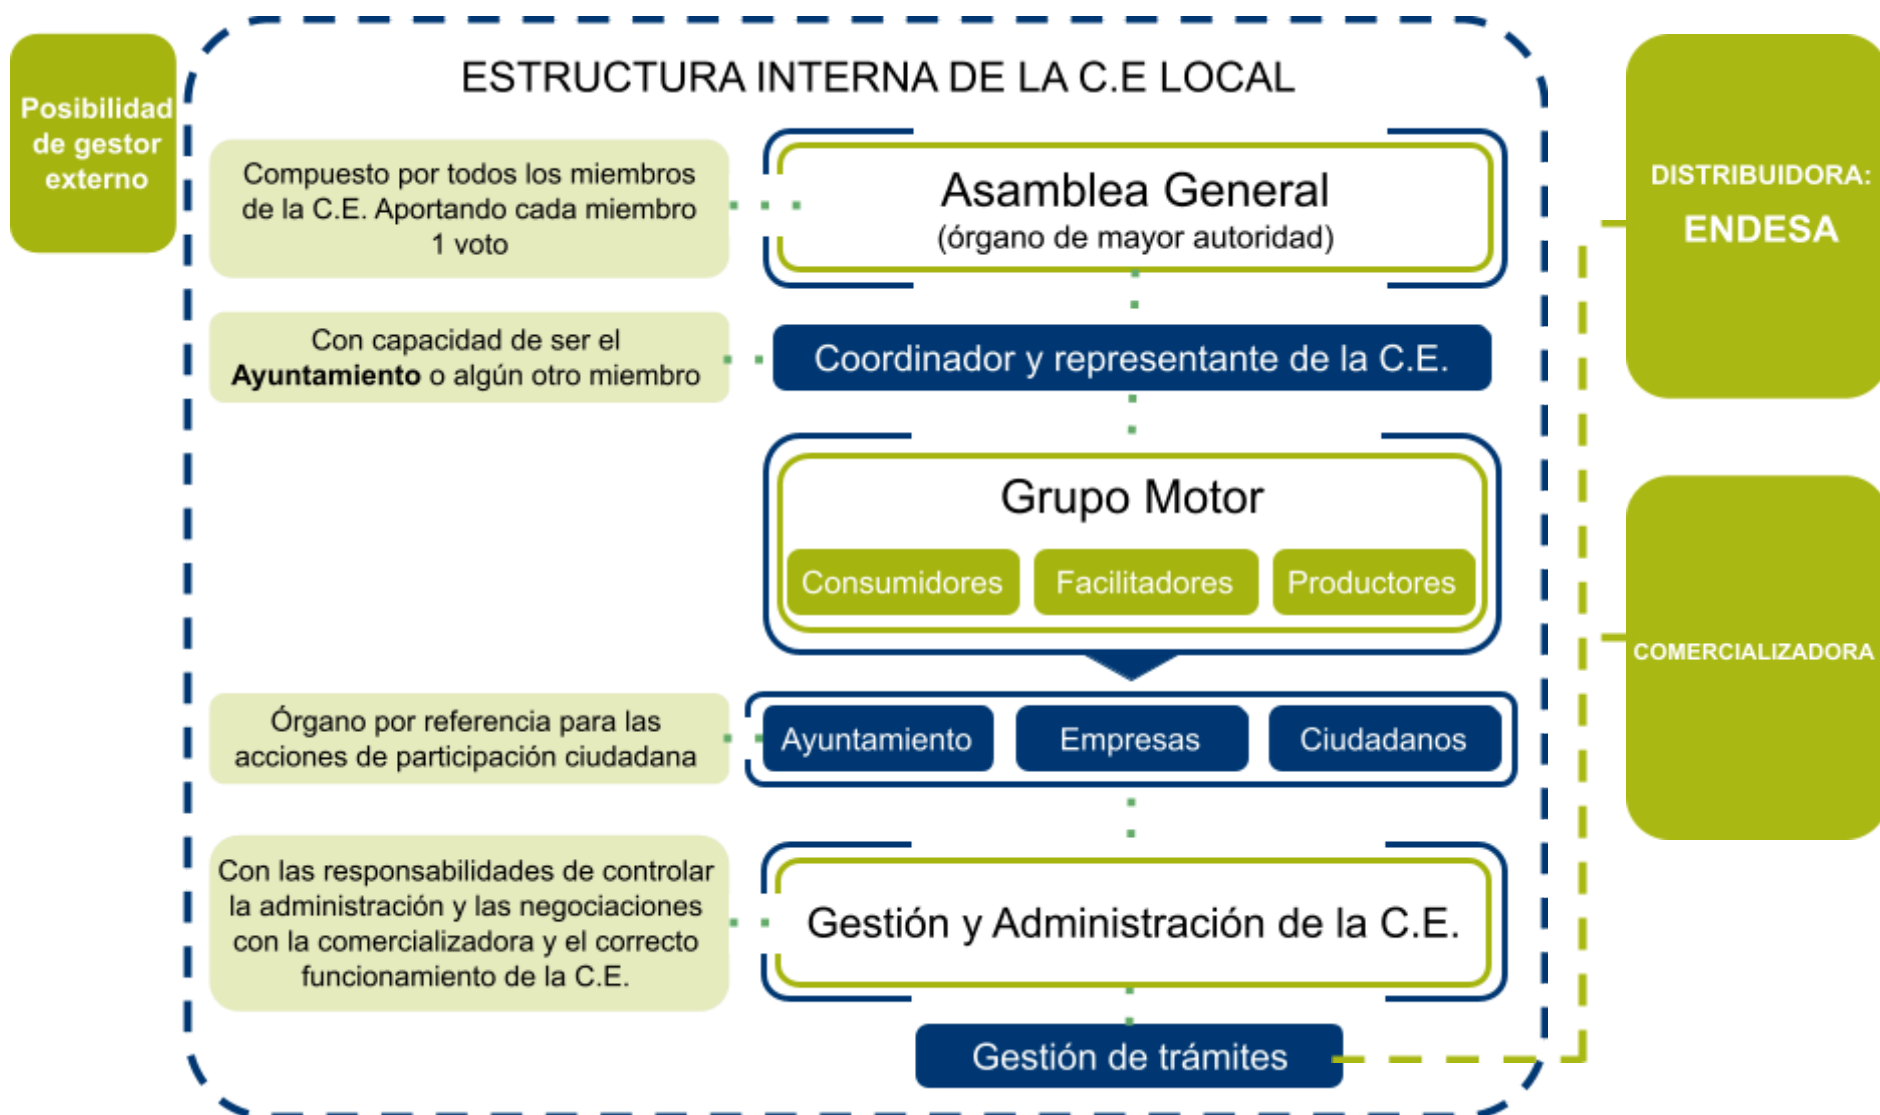 ESTRUCTURA INTERNA DE LA C.E LOCAL
Posibilidad
de gestor
externo
Compuesto por todos los miembros
de la C.E. Aportando cada miembro
1 voto
Asamblea General
(órgano de mayor autoridad)
Con capacidad de ser el
Ayuntamiento o algún otro miembro
Coordinador y representante de la C.E.
Grupo Motor
Consumidores
Facilitadores
Productores
Órgano por referencia para las
acciones de participación ciudadana
Ayuntamiento
Empresas
Ciudadanos
Con las responsabilidades de controlar
la administración y las negociaciones
con la comercializadora y el correcto
funcionamiento de la C.E.
Gestión y Administración de la C.E.
Gestión de trámites
DISTRIBUIDORA:
ENDESA
COMERCIALIZADORA